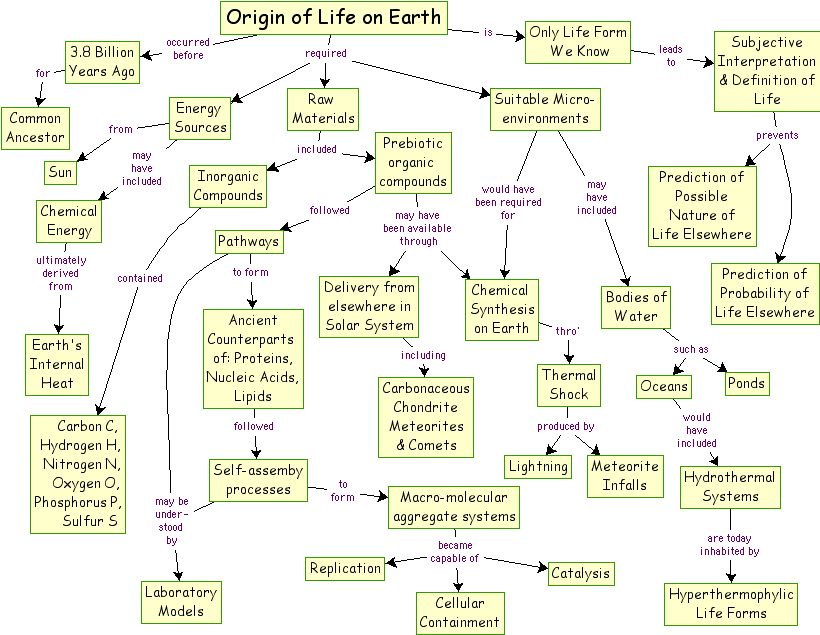 Origin of Life on Earth
is
Only Life Form
We Know
leads
to
Subjective
Interpretation
& Definition of
Life
occurred
before
3.8 Billion
Years Ago
for
Common
Ancestor
required
Energy
Sources
from
Sun
may
have
included
Chemical
Energy
ultimately
derived
from
Earth's
Internal
Heat
Raw
Materials
included
Inorganic
Compounds
contained
Carbon C,
Hydrogen H,
Nitrogen N,
Oxygen O,
Phosphorus P,
Sulfur S
Prebiotic
organic
compounds
followed
Pathways
to form
Ancient
Counterparts
of: Proteins,
Nucleic Acids,
Lipids
followed
Self-assemby
processes
may be
under-
stood
by
Laboratory
Models
to
form
Macro-molecular
aggregate systems
became
capable of
Replication
Cellular
Containment
Catalysis
may have
been available
through
Delivery from
elsewhere in
Solar System
including
Carbonaceous
Chondrite
Meteorites
& Comets
Chemical
Synthesis
on Earth
thro'
Thermal
Shock
produced by
Lightning
Meteorite
Infalls
Suitable Micro-
environments
would have
been required
for
may
have
included
Bodies of
Water
such as
Oceans
Ponds
would
have
included
Hydrothermal
Systems
are today
inhabited by
Hyperthermophylic
Life Forms
prevents
Prediction of
Possible
Nature of
Life Elsewhere
Prediction of
Probability of
Life Elsewhere